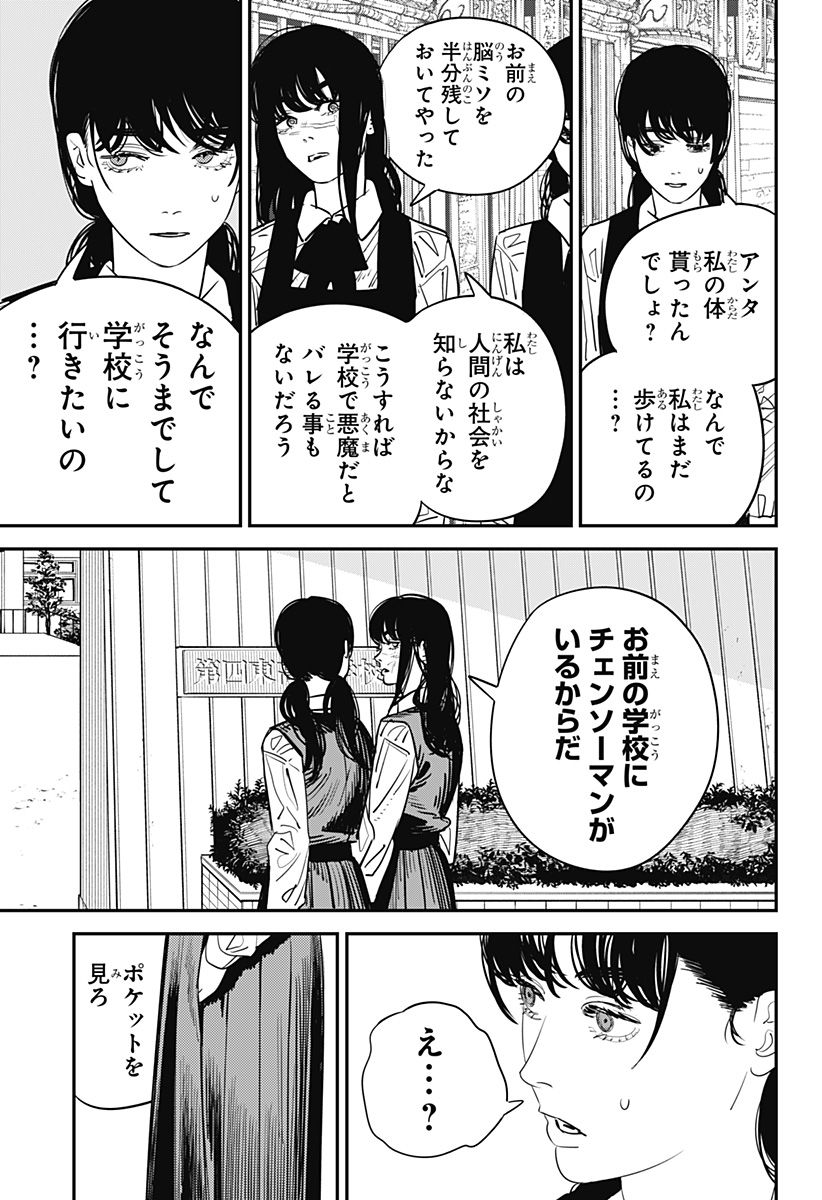 アンタ
私の体
貰ったん
でしょ?
なんで
私はまだ
歩けてるの
…?
お前の
脳ミソを
半分残して
おいてやった
私は
人間の社会を
知らないからな
こうすれば
学校で悪魔だと
バレる事も
ないだろう
なんで
そうまでして
学校に
行きたいの
…?
お前の学校に
チェンソーマンが
いるからだ
第四東
え…?
ポケットを
見ろ